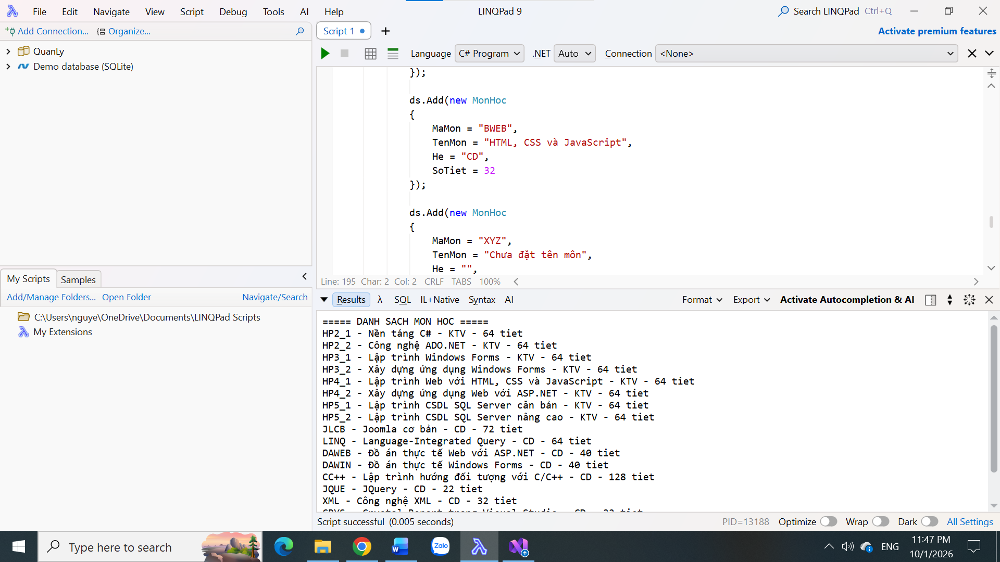 File Edit Navigate View Script Debug Tools AI Help
LINQPad 9
Search LINQPad Ctrl+Q
Add Connection... Organize...
Script 1
Activate premium features
QuanLy
Demo database (SQLite)
Language C# Program .NET Auto Connection <None>
});
ds.Add(new MonHoc
{
MaMon = "BWEB",
TenMon = "HTML, CSS và JavaScript",
He = "CD",
SoTiet = 32
});
ds.Add(new MonHoc
{
MaMon = "XYZ",
TenMon = "Chưa đặt tên môn",
He = "",
Line: 195 Char: 2 Col: 2 CRLF TABS 100%
My Scripts Samples
Add/Manage Folders... Open Folder Navigate/Search
C:\Users\nguye\OneDrive\Documents\LINQPad Scripts
My Extensions
Results λ SQL IL+Native Syntax AI Format Export Activate Autocompletion & AI
===== DANH SACH MON HOC =====
HP2_1 - Nền tảng C# - KTV - 64 tiet
HP2_2 - Công nghệ ADO.NET - KTV - 64 tiet
HP3_1 - Lập trình Windows Forms - KTV - 64 tiet
HP3_2 - Xây dựng ứng dụng Windows Forms - KTV - 64 tiet
HP4_1 - Lập trình Web với HTML, CSS và JavaScript - KTV - 64 tiet
HP4_2 - Xây dựng ứng dụng Web với ASP.NET - KTV - 64 tiet
HP5_1 - Lập trình CSDL SQL Server căn bản - KTV - 64 tiet
HP5_2 - Lập trình CSDL SQL Server nâng cao - KTV - 64 tiet
JLCB - Joomla cơ bản - CD - 72 tiet
LINQ - Language-Integrated Query - CD - 64 tiet
DAWEB - Đồ án thực tế Web với ASP.NET - CD - 40 tiet
DAWIN - Đồ án thực tế Windows Forms - CD - 40 tiet
CC++ - Lập trình hướng đối tượng với C/C++ - CD - 128 tiet
JQUE - JQuery - CD - 22 tiet
XML - Công nghệ XML - CD - 32 tiet
Script successful (0.005 seconds)
PID=13188 Optimize Wrap Dark All Settings
Type here to search
Zalo
ENG
11:47 PM
10/1/2026